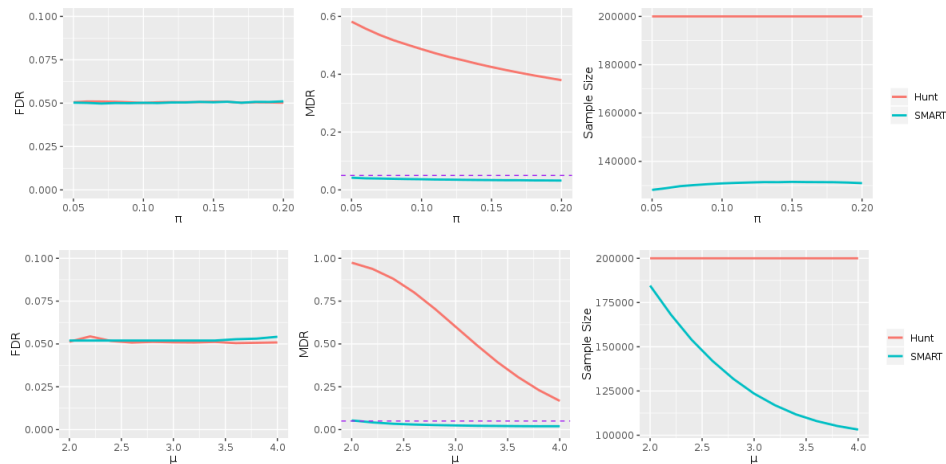 FDR
0.100
0.075
0.050
0.025
0.000
0.05 0.10 0.15 0.20
π
MDR
0.6
0.4
0.2
0.0
0.05 0.10 0.15 0.20
π
Sample Size
200000
180000
160000
140000
0.05 0.10 0.15 0.20
π
Hunt
SMART
FDR
0.100
0.075
0.050
0.025
0.000
2.0 2.5 3.0 3.5 4.0
μ
MDR
1.00
0.75
0.50
0.25
0.00
2.0 2.5 3.0 3.5 4.0
μ
Sample Size
200000
175000
150000
125000
100000
2.0 2.5 3.0 3.5 4.0
μ
Hunt
SMART